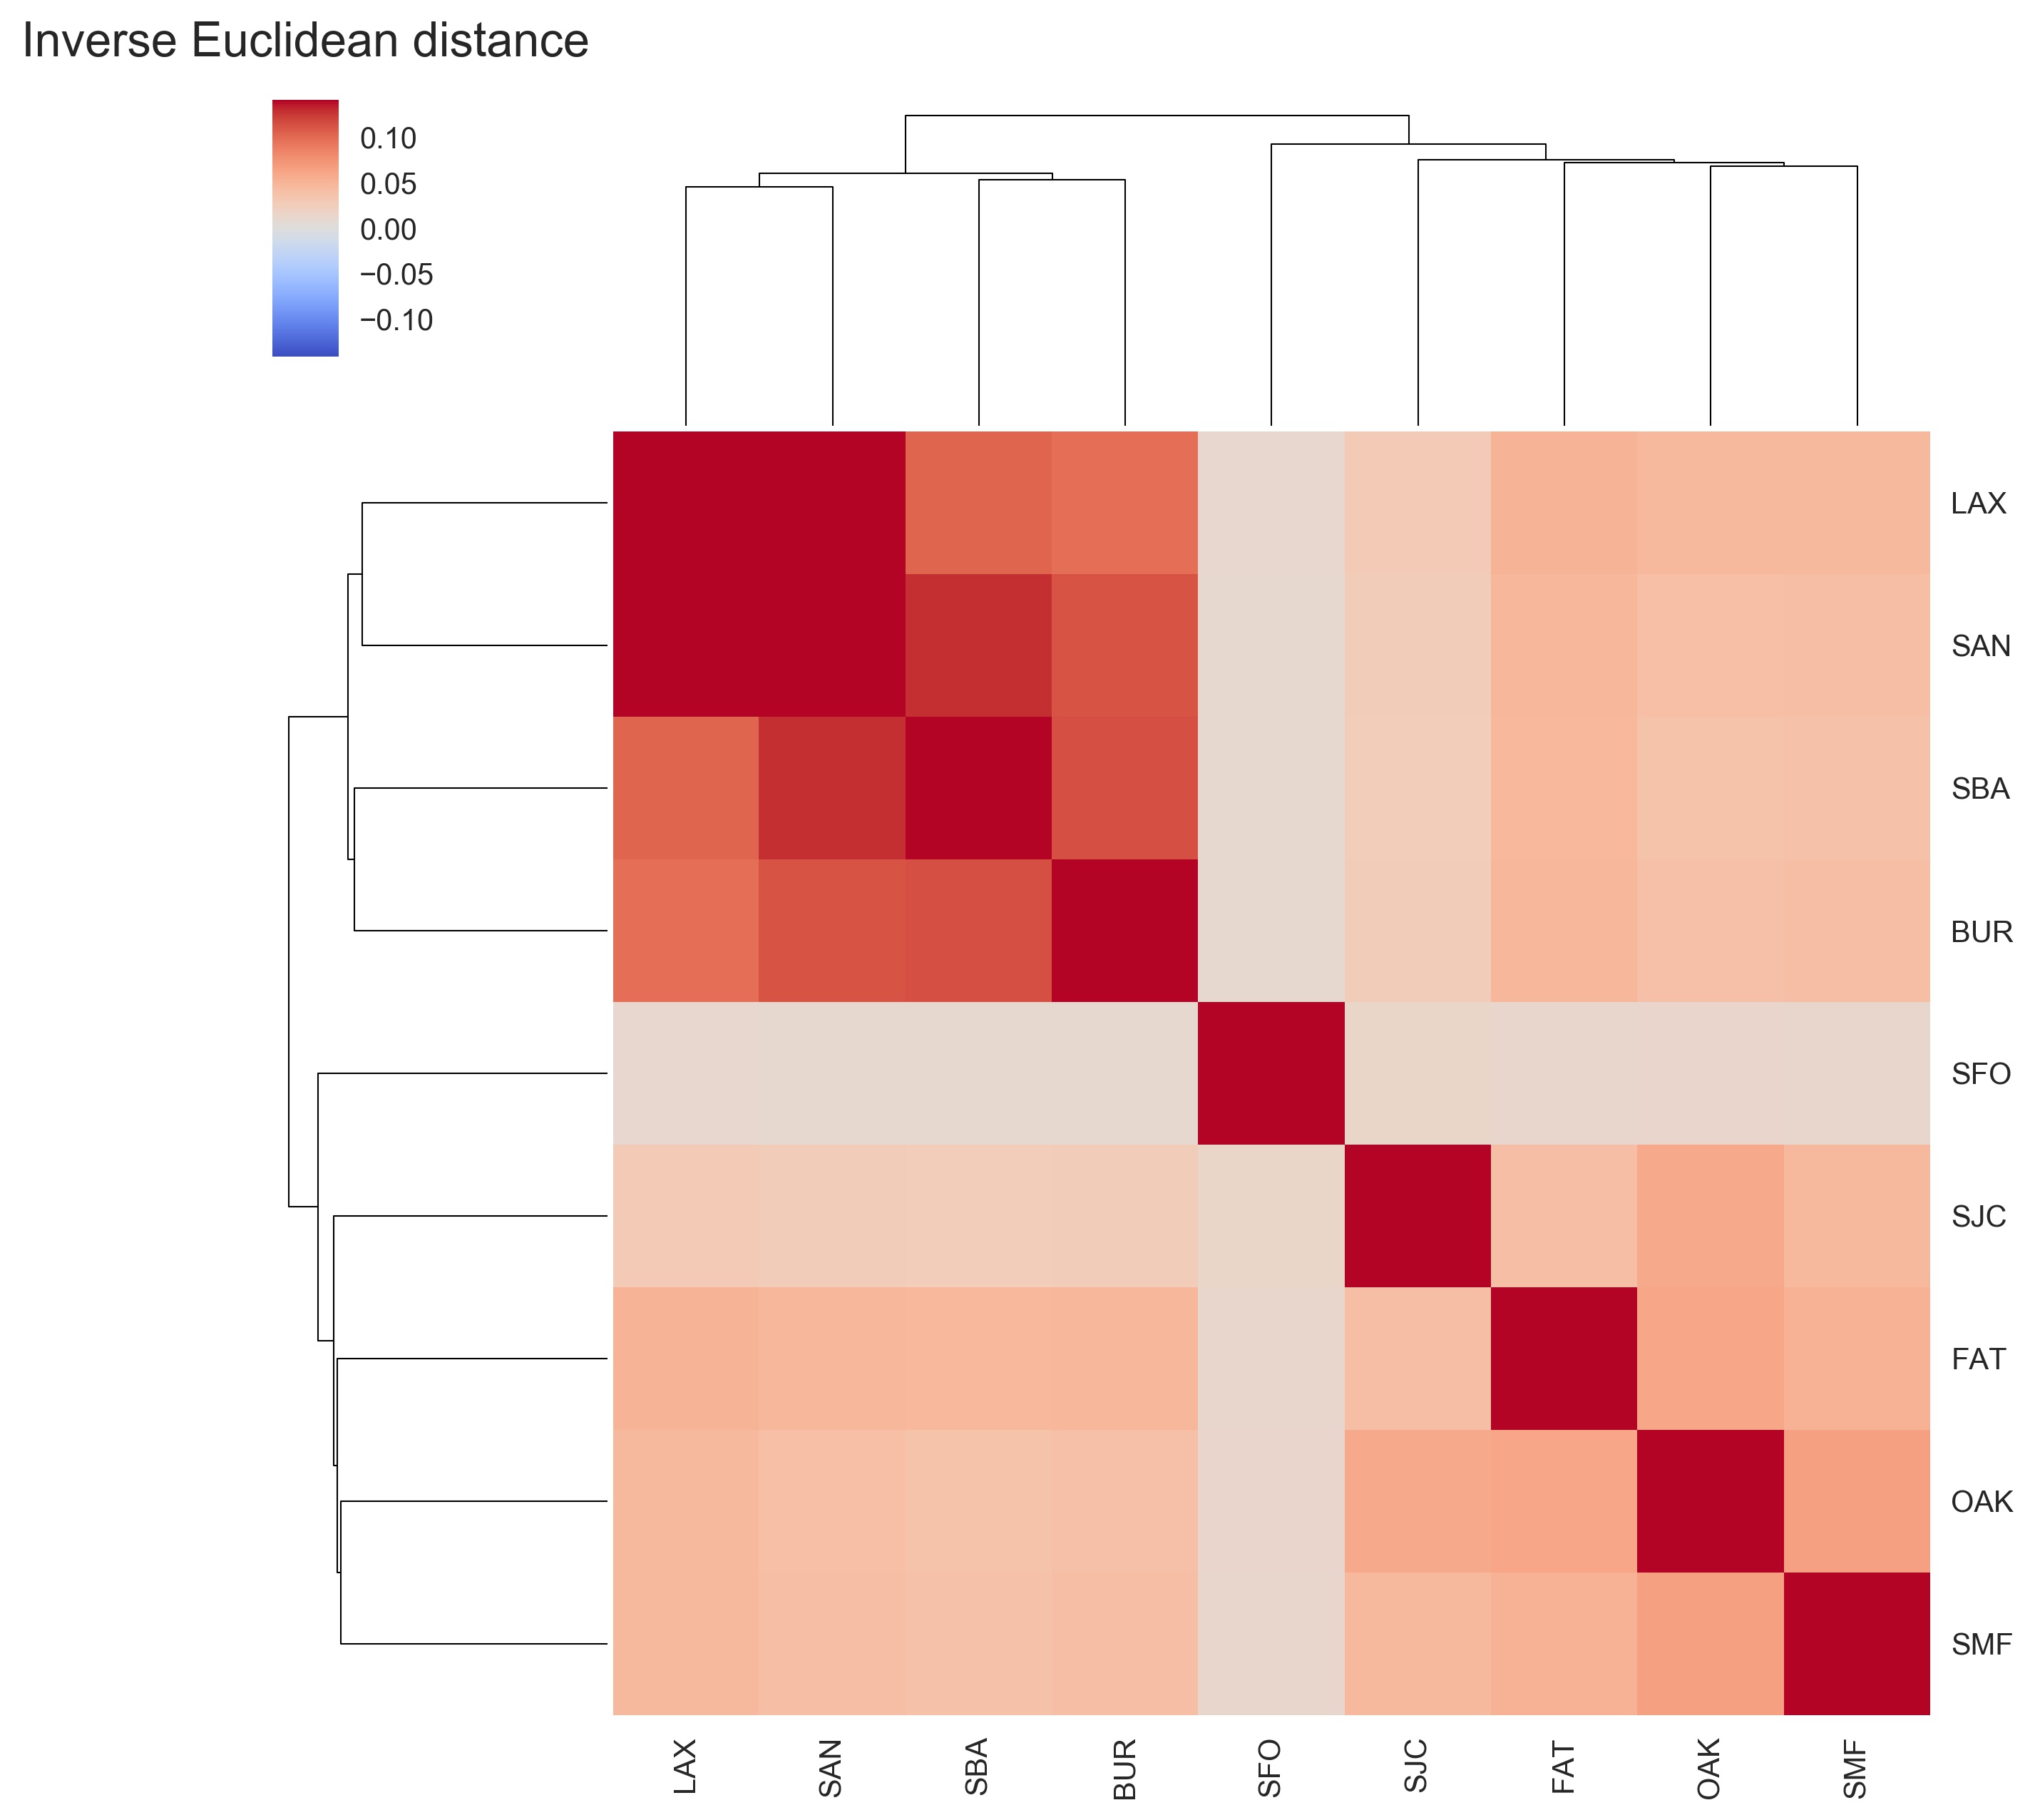 Inverse Euclidean distance
0.10
0.05
0.00
−0.05
−0.10
LAX
SAN
SBA
BUR
SFO
SJC
FAT
OAK
SMF
LAX
SAN
SBA
BUR
SFO
SJC
FAT
OAK
SMF